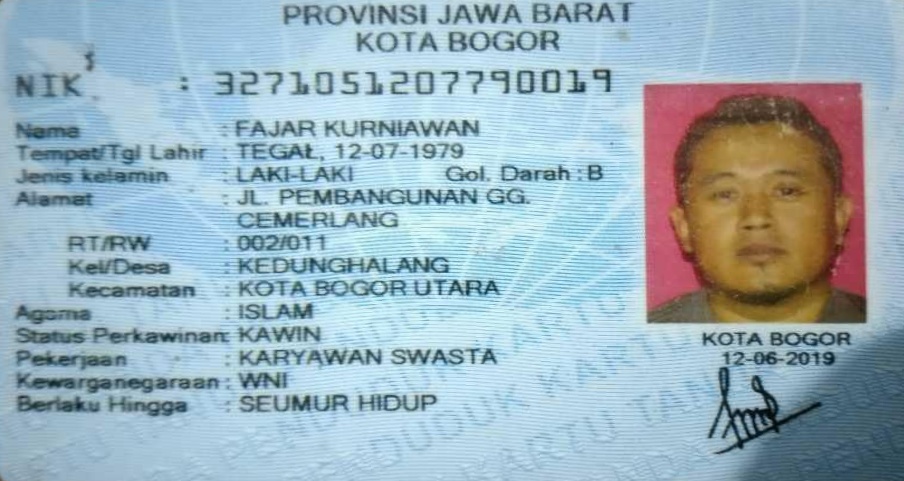 PROVINSI JAWA BARAT
KOTA BOGOR
NIK : 3271051207790019
Nama : FAJAR KURNIAWAN
Tempat/Tgl Lahir : TEGAL, 12-07-1979
Jenis kelamin : LAKI-LAKI Gol. Darah : B
Alamat : JL. PEMBANGUNAN GG.
CEMERLANG
RT/RW : 002/011
Kel/Desa : KEDUNGHALANG
Kecamatan : KOTA BOGOR UTARA
Agama : ISLAM
Status Perkawinan: KAWIN
Pekerjaan : KARYAWAN SWASTA
Kewarganegaraan : WNI
Berlaku Hingga : SEUMUR HIDUP
KOTA BOGOR
12-06-2019